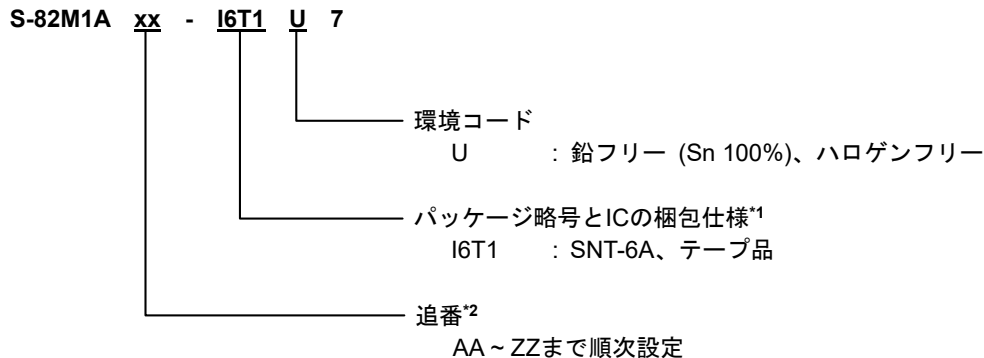 S-82M1A xx - I6T1 U 7
環境コード
U : 鉛フリー (Sn 100%)、ハロゲンフリー
パッケージ略号とICの梱包仕様*1
I6T1 : SNT-6A、テープ品
追番*2
AA ~ ZZまで順次設定